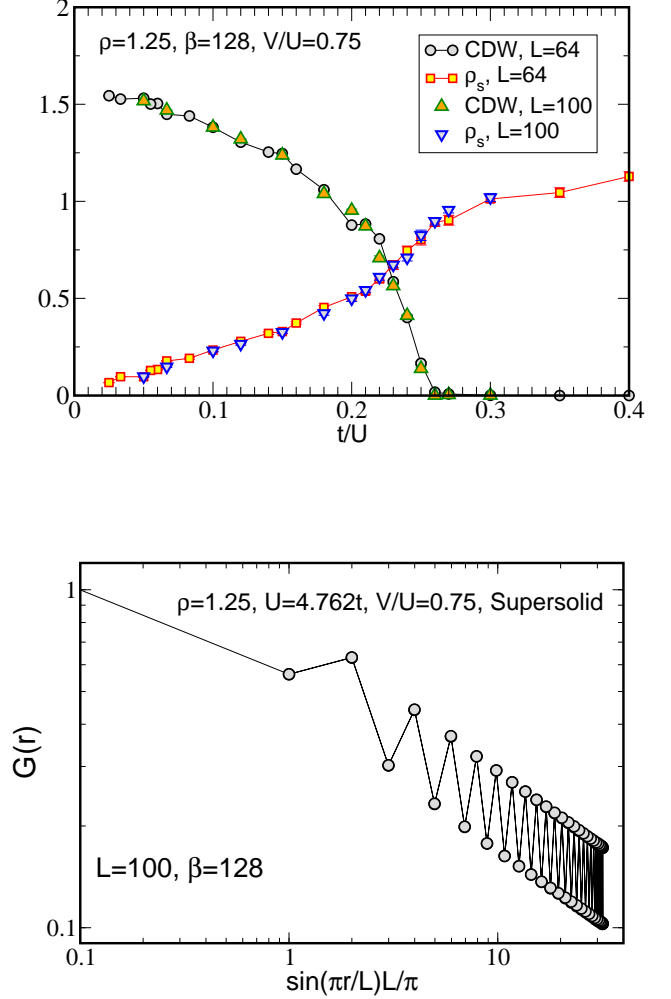 2
ρ=1.25, β=128, V/U=0.75
CDW, L=64
ρs, L=64
CDW, L=100
ρs, L=100
1.5
1
0.5
0
0 0.1 0.2 0.3 0.4
t/U
1
ρ=1.25, U=4.762t, V/U=0.75, Supersolid
G(r)
L=100, β=128
0.1
0.1 1 10
sin(πr/L)L/π